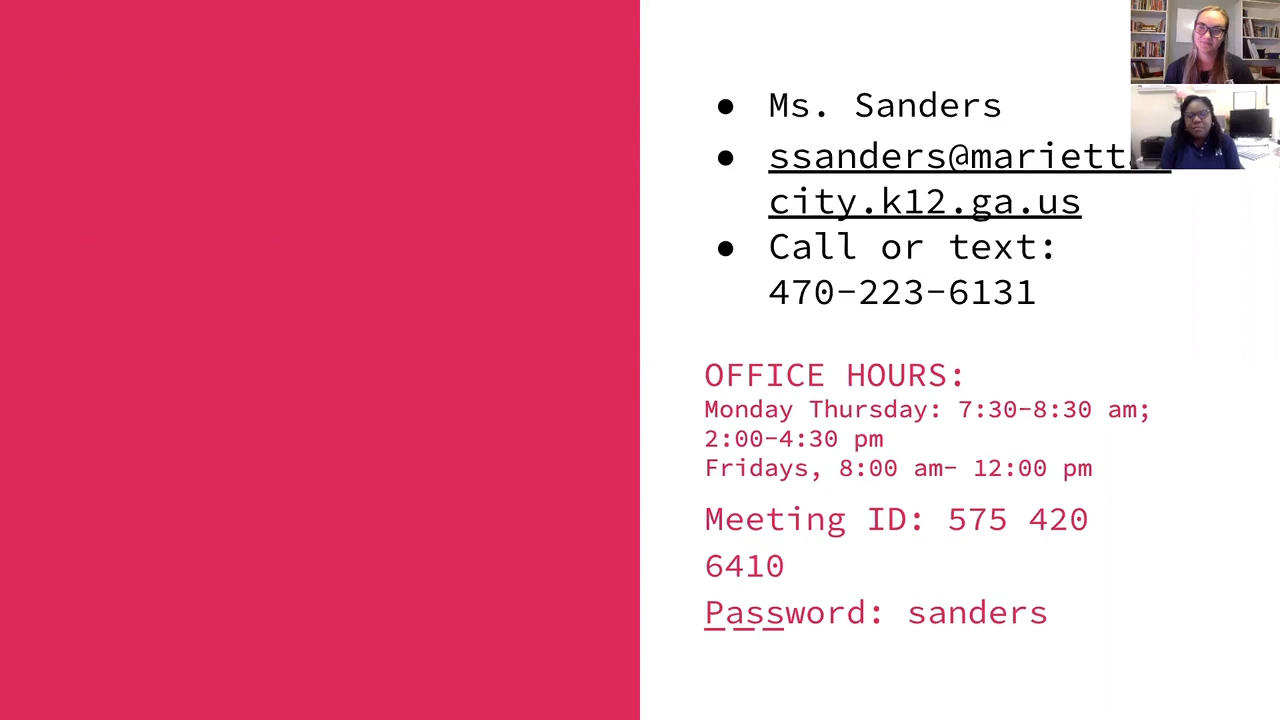 ● Ms. Sanders
● ssanders@mariett
city.k12.ga.us
● Call or text:
470-223-6131
OFFICE HOURS:
Monday Thursday: 7:30-8:30 am;
2:00-4:30 pm
Fridays, 8:00 am- 12:00 pm
Meeting ID: 575 420
6410
Password: sanders